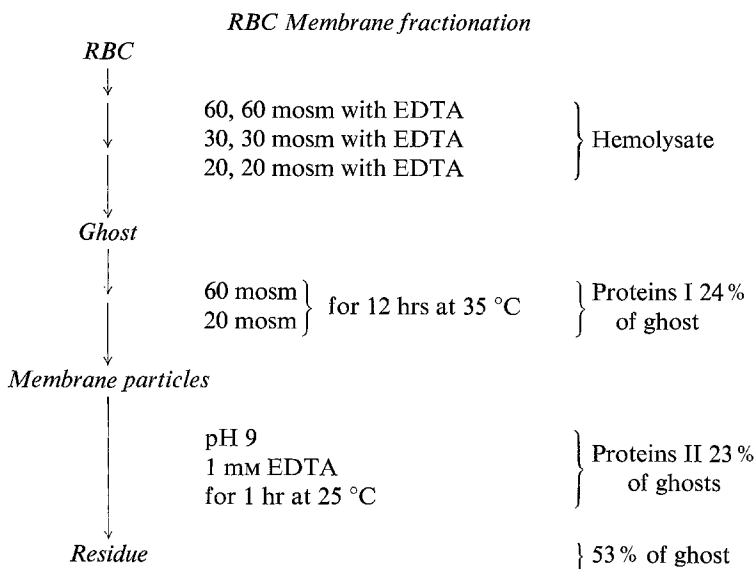 RBC Membrane fractionation
RBC
60, 60 mosm with EDTA
30, 30 mosm with EDTA
20, 20 mosm with EDTA
Hemolysate
Ghost
60 mosm
20 mosm
for 12 hrs at 35 °C
Proteins I 24%
of ghost
Membrane particles
pH 9
1 mM EDTA
for 1 hr at 25 °C
Proteins II 23%
of ghosts
Residue
53% of ghost